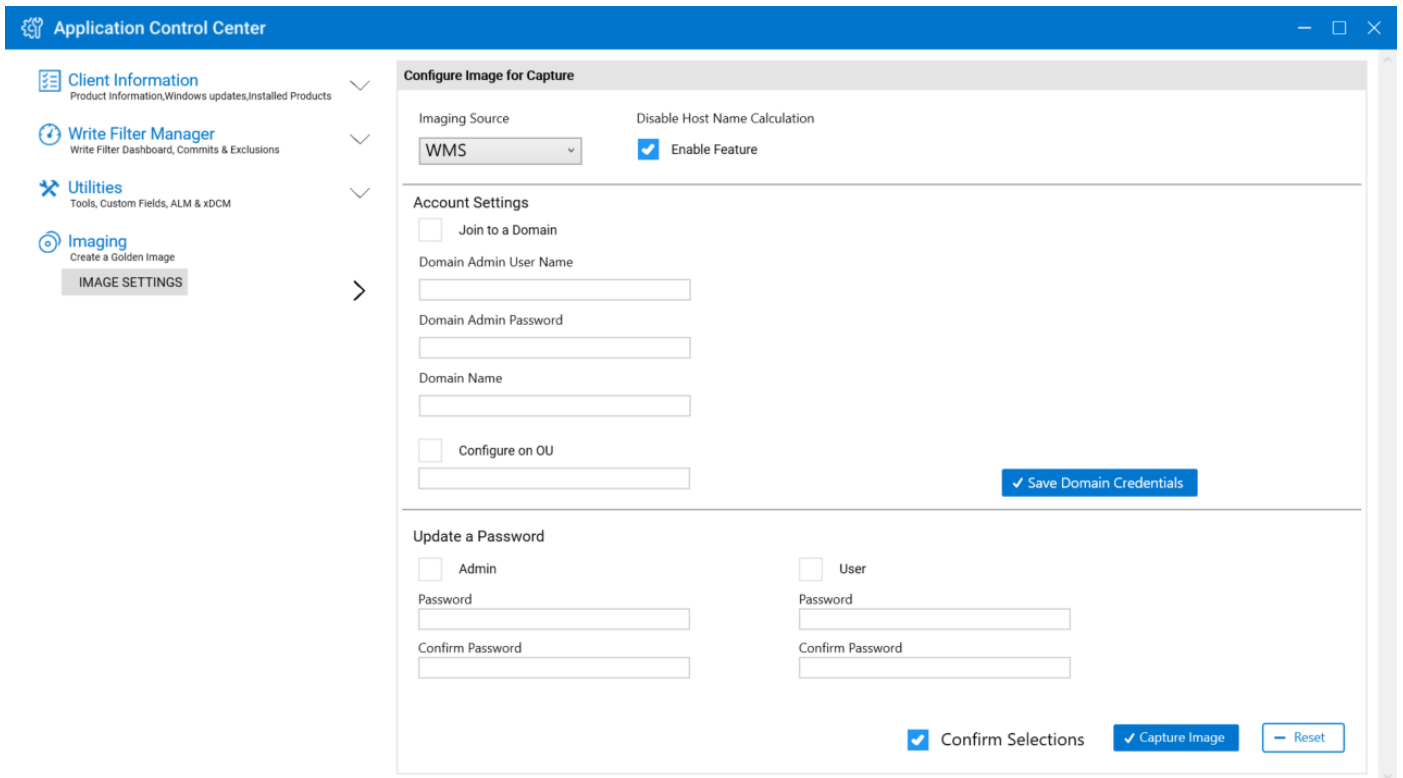 Application Control Center
Client Information
Product Information,Windows updates,Installed Products
Write Filter Manager
Write Filter Dashboard, Commits & Exclusions
Utilities
Tools, Custom Fields, ALM & xDCM
Imaging
Create a Golden Image
IMAGE SETTINGS
Configure Image for Capture
Imaging Source
Disable Host Name Calculation
WMS
Enable Feature
Account Settings
Join to a Domain
Domain Admin User Name
Domain Admin Password
Domain Name
Configure on OU
Save Domain Credentials
Update a Password
Admin
User
Password
Password
Confirm Password
Confirm Password
Confirm Selections
Capture Image
Reset